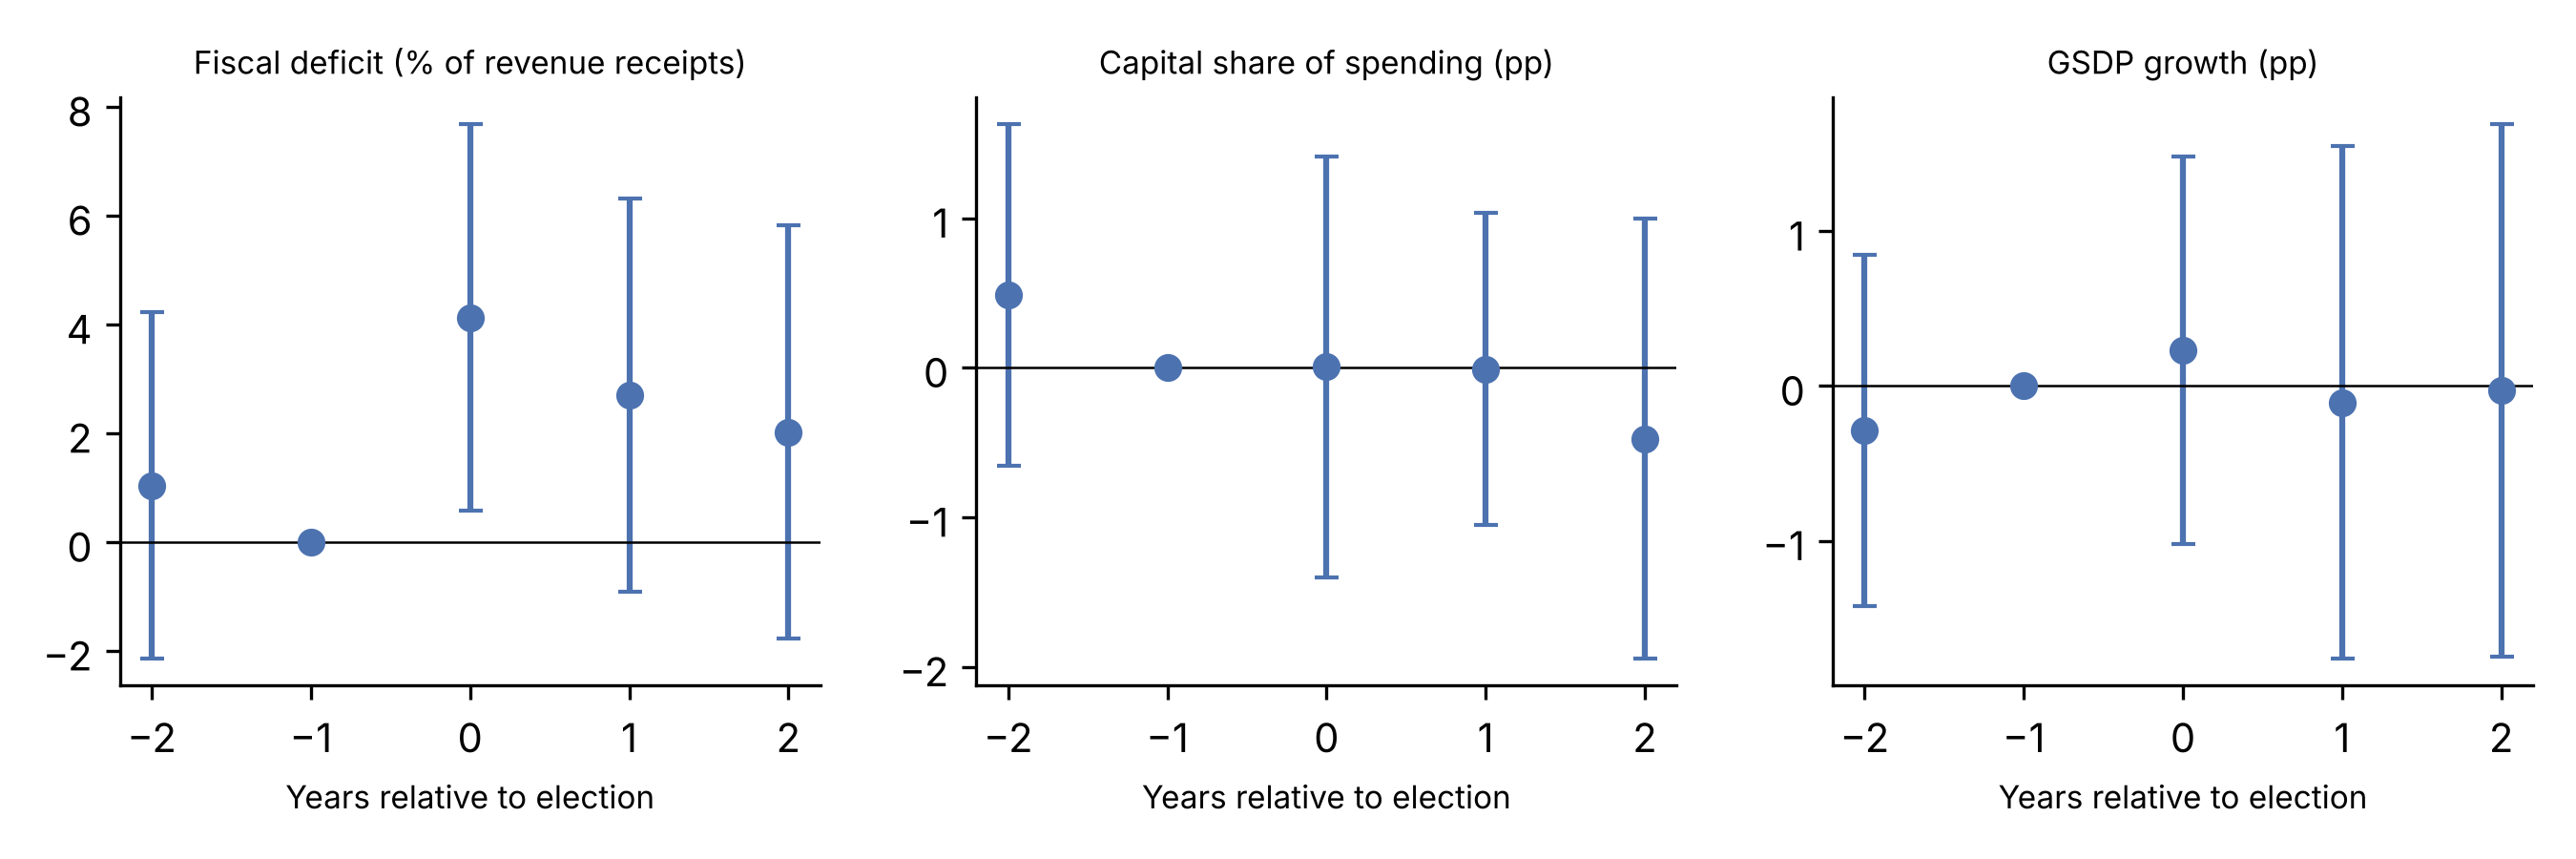 Fiscal deficit (% of revenue receipts)
8
6
4
2
0
−2
−2 −1 0 1 2
Years relative to election
Capital share of spending (pp)
1
0
−1
−2
−2 −1 0 1 2
Years relative to election
GSDP growth (pp)
1
0
−1
−2 −1 0 1 2
Years relative to election